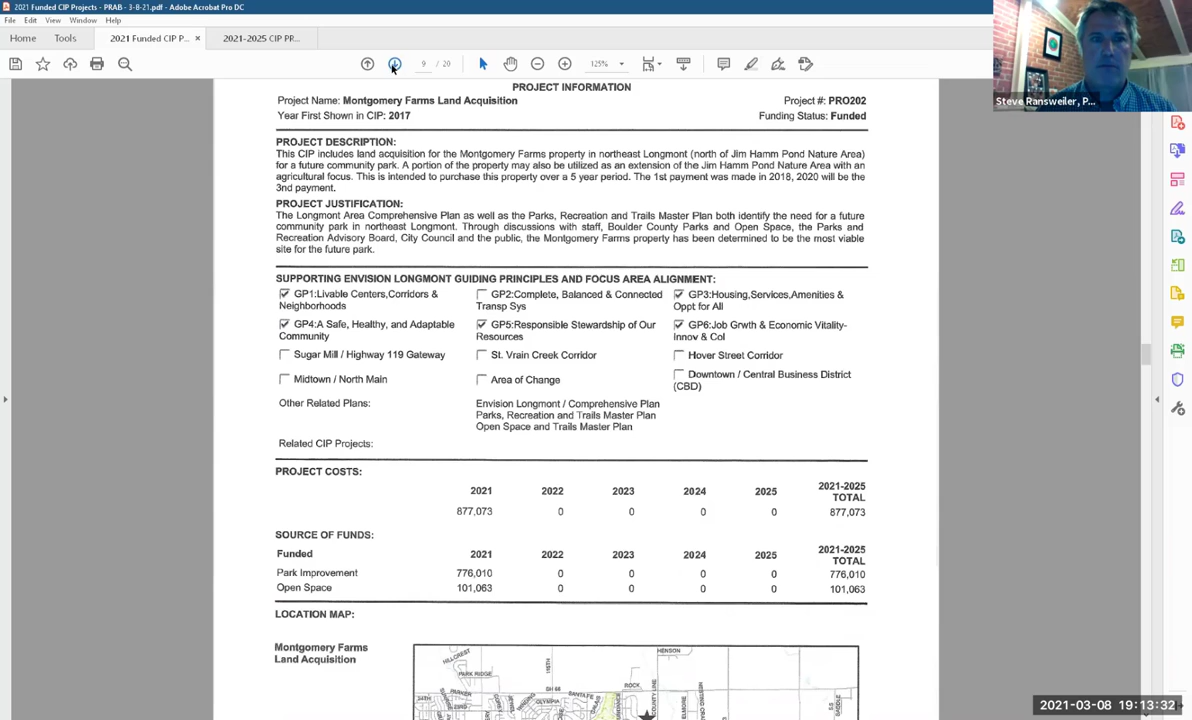 2021 Funded CIP Projects - PRAB - 3-8-21.pdf - Adobe Acrobat Pro DC
File Edit View Window Help
Home Tools 2021 Funded CIP P... × 2021-2025 CIP PR...
9 / 20 125%
Steve Ransweiler, P...
PROJECT INFORMATION
Project Name: Montgomery Farms Land Acquisition Project #: PRO202
Year First Shown in CIP: 2017 Funding Status: Funded
PROJECT DESCRIPTION:
This CIP includes land acquisition for the Montgomery Farms property in northeast Longmont (north of Jim Hamm Pond Nature Area)
for a future community park. A portion of the property may also be utilized as an extension of the Jim Hamm Pond Nature Area with an
agricultural focus. This is intended to purchase this property over a 5 year period. The 1st payment was made in 2018, 2020 will be the
3nd payment.
PROJECT JUSTIFICATION:
The Longmont Area Comprehensive Plan as well as the Parks, Recreation and Trails Master Plan both identify the need for a future
community park in northeast Longmont. Through discussions with staff, Boulder County Parks and Open Space, the Parks and
Recreation Advisory Board, City Council and the public, the Montgomery Farms property has been determined to be the most viable
site for the future park.
SUPPORTING ENVISION LONGMONT GUIDING PRINCIPLES AND FOCUS AREA ALIGNMENT:
GP1:Livable Centers,Corridors & GP2:Complete, Balanced & Connected GP3:Housing,Services,Amenities &
Neighborhoods Transp Sys Oppt for All
GP4:A Safe, Healthy, and Adaptable GP5:Responsible Stewardship of Our GP6:Job Grwth & Economic Vitality-
Community Resources Innov & Col
Sugar Mill / Highway 119 Gateway St. Vrain Creek Corridor Hover Street Corridor
Midtown / North Main Area of Change Downtown / Central Business District
(CBD)
Other Related Plans: Envision Longmont / Comprehensive Plan
Parks, Recreation and Trails Master Plan
Open Space and Trails Master Plan
Related CIP Projects:
PROJECT COSTS:
2021 2022 2023 2024 2025 2021-2025
TOTAL
877,073 0 0 0 0 877,073
SOURCE OF FUNDS:
Funded 2021 2022 2023 2024 2025 2021-2025
TOTAL
Park Improvement 776,010 0 0 0 0 776,010
Open Space 101,063 0 0 0 0 101,063
LOCATION MAP:
Montgomery Farms
Land Acquisition
HILLCREST
HENSON
PARK RIDGE
SH 66
ROCK
SANTA FE
PARKER
OLYMPIA
COUNTY LINE
2021-03-08 19:13:32